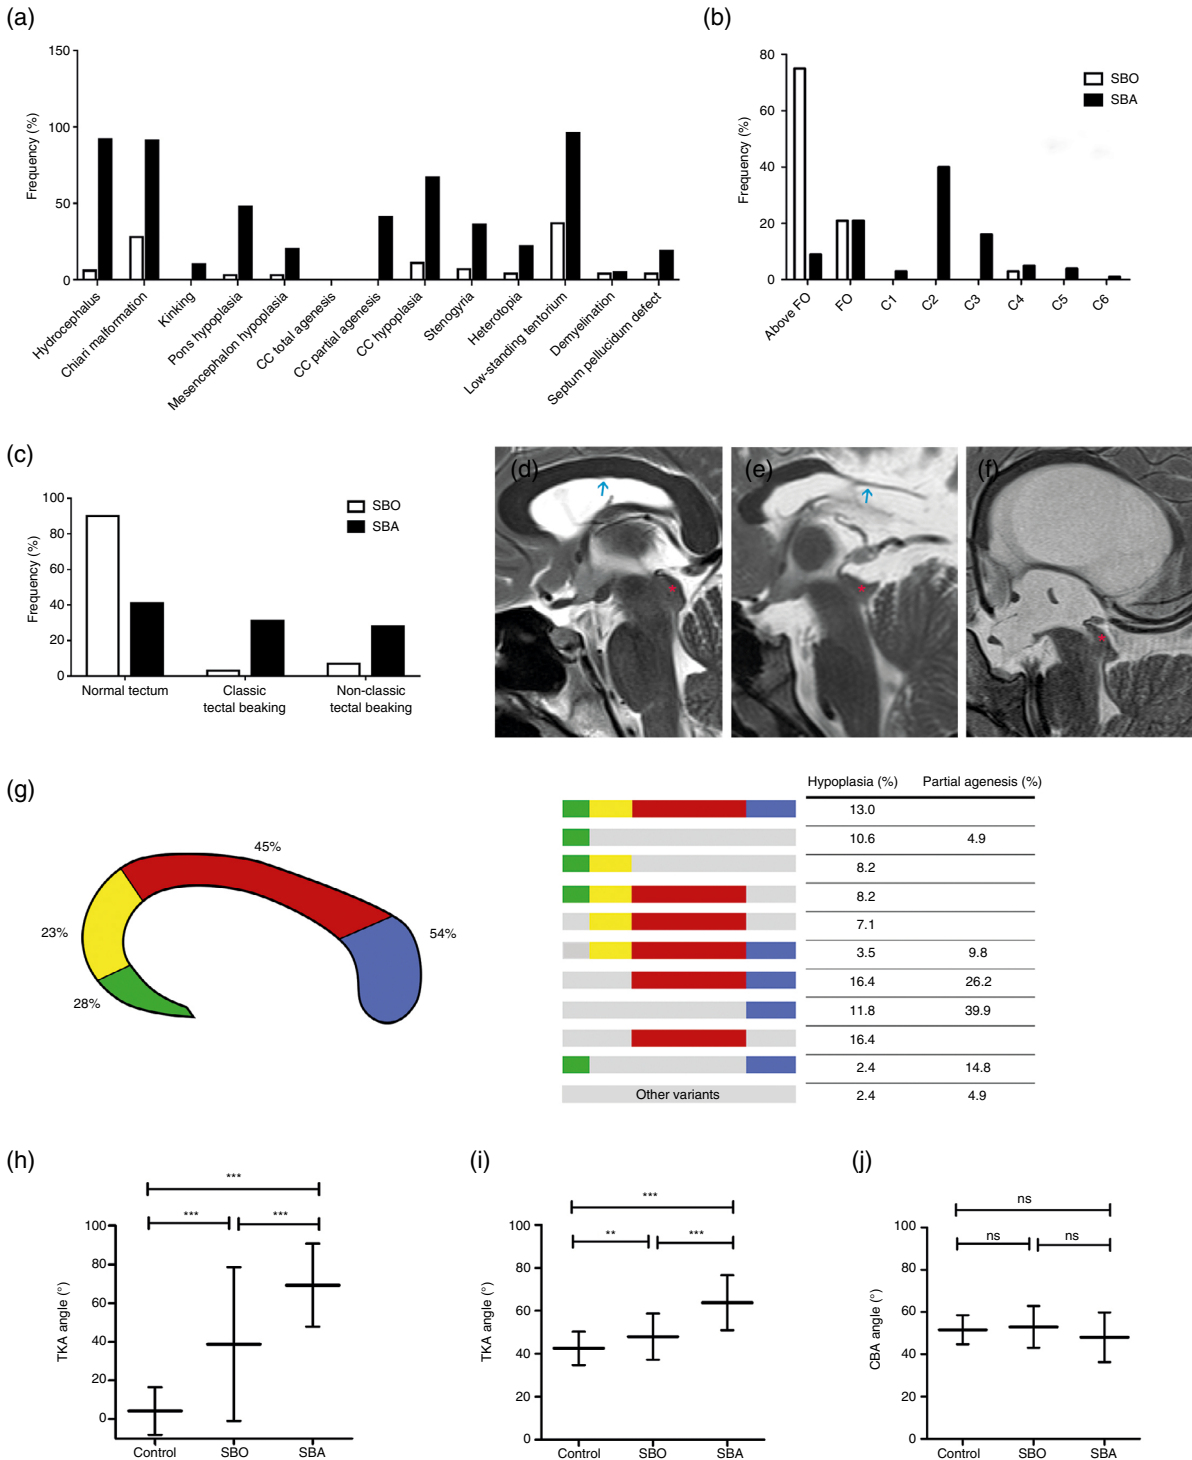 (a)
150
100
50
0
Frequency (%)
Hydrocephalus
Chiari malformation
Kinking
Pons hypoplasia
Mesencephalon hypoplasia
CC total agenesis
CC partial agenesis
CC hypoplasia
Stenogyria
Heterotopia
Low-standing tentorium
Demyelination
Septum pellucidum defect
(b)
80
60
40
20
0
Frequency (%)
SBO
SBA
Above FO
FO
C1
C2
C3
C4
C5
C6
(c)
100
80
60
40
20
0
Frequency (%)
SBO
SBA
Normal tectum
Classic
tectal beaking
Non-classic
tectal beaking
(d)
*
(e)
*
(f)
*
(g)
45%
23%
54%
28%
Hypoplasia (%) Partial agenesis (%)
13.0
10.6 4.9
8.2
8.2
7.1
3.5 9.8
16.4 26.2
11.8 39.9
16.4
2.4 14.8
Other variants 2.4 4.9
(h)
***
*** ***
100
80
60
40
20
0
TKA angle (°)
Control SBO SBA
(i)
***
** ***
100
80
60
40
20
0
TKA angle (°)
Control SBO SBA
(j)
ns
ns ns
100
80
60
40
20
0
CBA angle (°)
Control SBO SBA